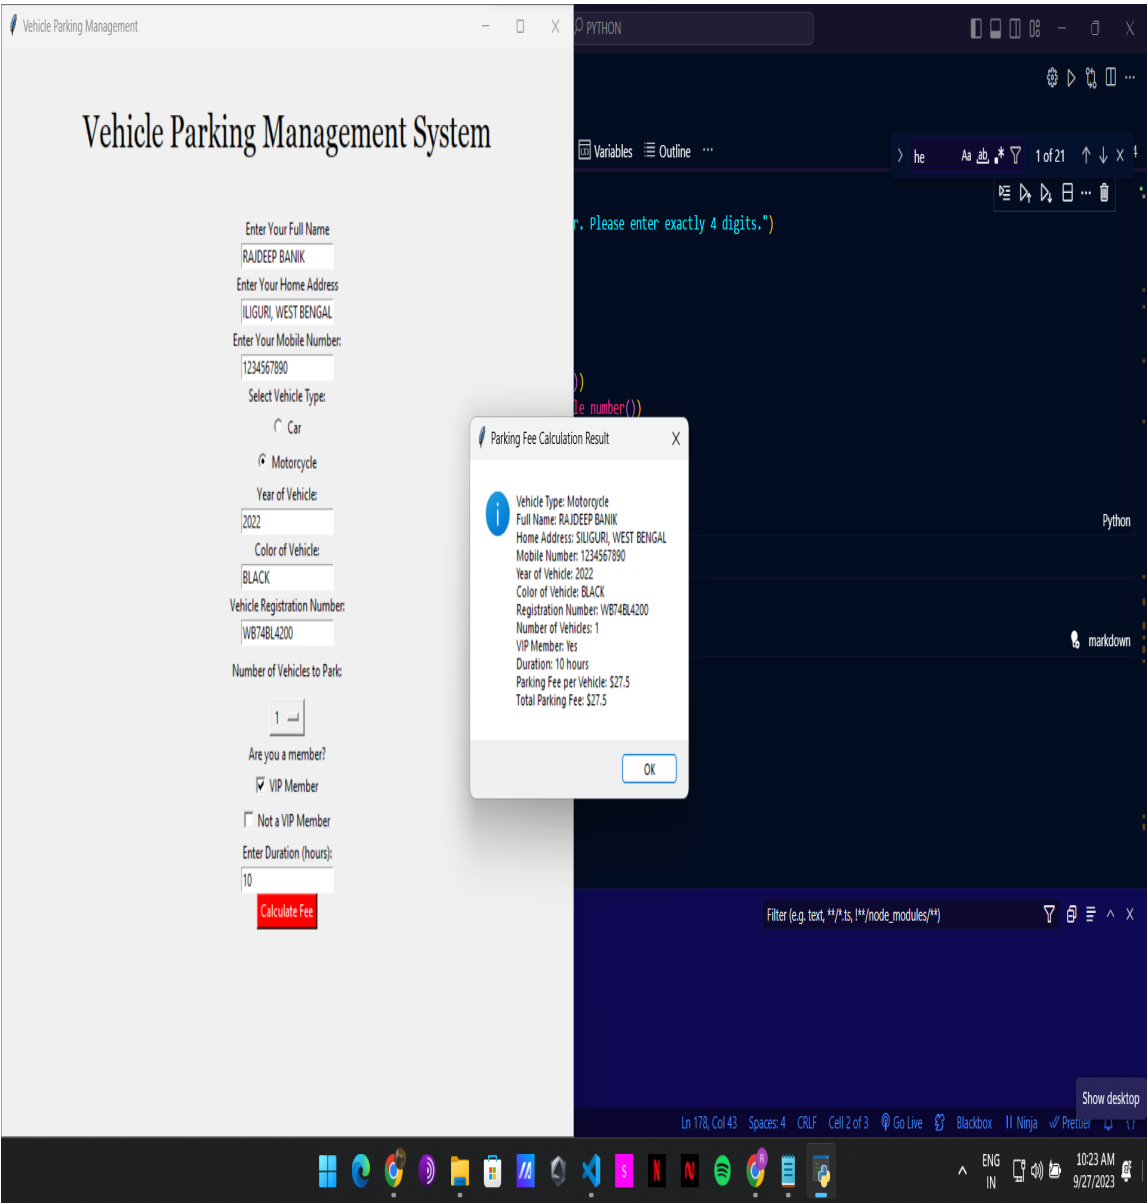 Vehicle Parking Management
PYTHON
Vehicle Parking Management System
Variables
Outline
he
Aa
ab
1 of 21
r. Please enter exactly 4 digits.")
Enter Your Full Name
RAJDEEP BANIK
Enter Your Home Address
ILIGURI, WEST BENGAL
Enter Your Mobile Number:
1234567890
Select Vehicle Type:
Car
Motorcycle
Year of Vehicle:
2022
Color of Vehicle:
BLACK
Vehicle Registration Number:
WB74BL4200
Number of Vehicles to Park:
1
Are you a member?
VIP Member
Not a VIP Member
Enter Duration (hours):
10
Calculate Fee
))
le number())
Parking Fee Calculation Result
Vehicle Type: Motorcycle
Full Name: RAJDEEP BANIK
Home Address: SILIGURI, WEST BENGAL
Mobile Number: 1234567890
Year of Vehicle: 2022
Color of Vehicle: BLACK
Registration Number: WB74BL4200
Number of Vehicles: 1
VIP Member: Yes
Duration: 10 hours
Parking Fee per Vehicle: $27.5
Total Parking Fee: $27.5
OK
Python
markdown
Filter (e.g. text, **/*.ts, !**/node_modules/**)
Show desktop
Ln 178, Col 43 Spaces: 4 CRLF Cell 2 of 3 Go Live Blackbox Ninja Prettier
ENG
IN
10:23 AM
9/27/2023